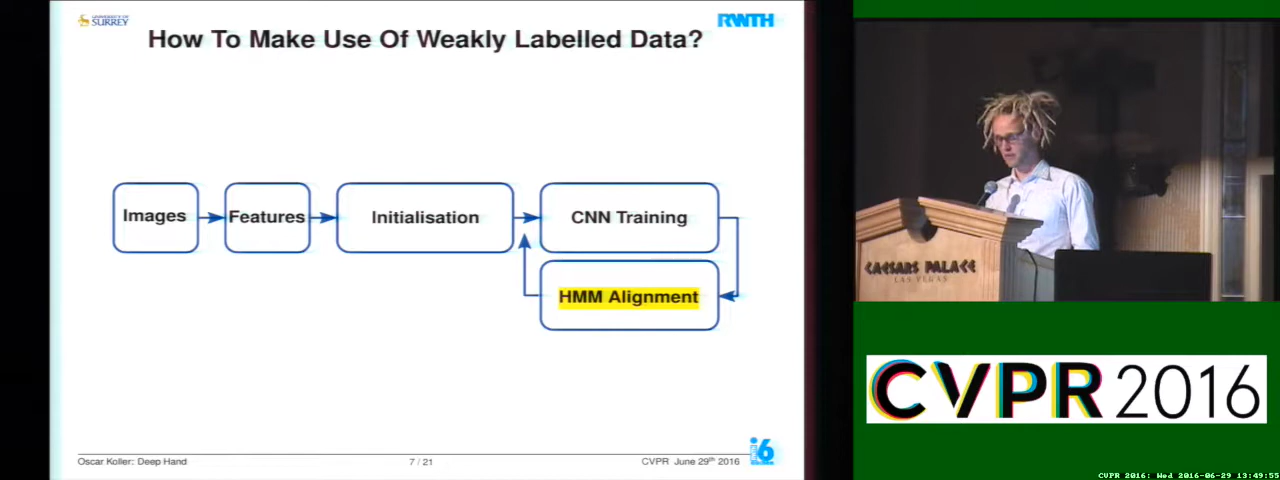 UNIVERSITY OF
SURREY
RWTH
How To Make Use Of Weakly Labelled Data?
Images
Features
Initialisation
CNN Training
HMM Alignment
Oscar Koller: Deep Hand
7 / 21
CVPR June 29th 2016
i6
CAESARS PALACE
LAS VEGAS
CVPR 2016
CVPR 2016: Wed 2016-06-29 13:49:55